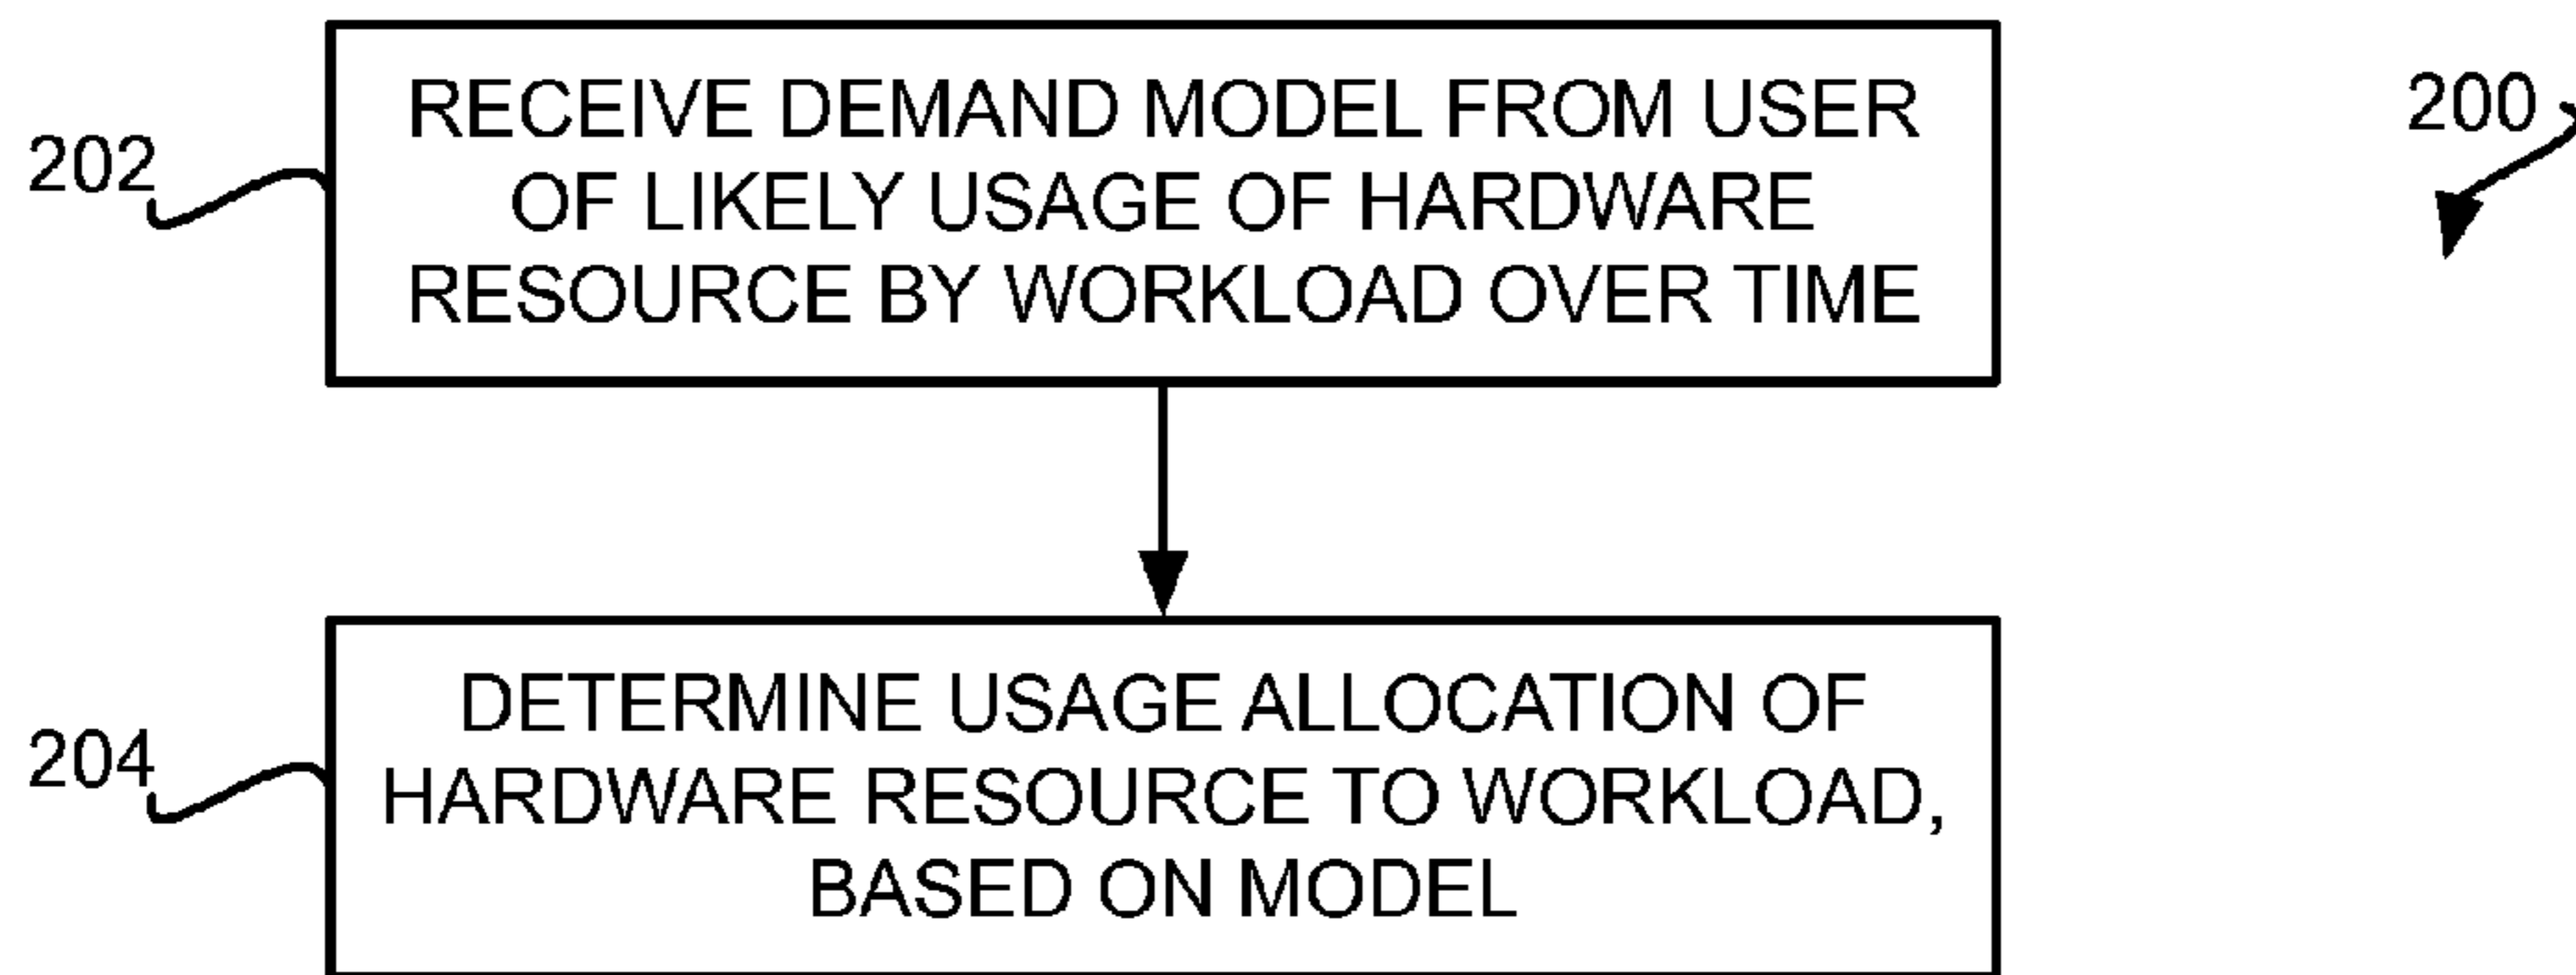 RECEIVE DEMAND MODEL FROM USER
OF LIKELY USAGE OF HARDWARE
RESOURCE BY WORKLOAD OVER TIME
202
200
DETERMINE USAGE ALLOCATION OF
HARDWARE RESOURCE TO WORKLOAD,
BASED ON MODEL
204